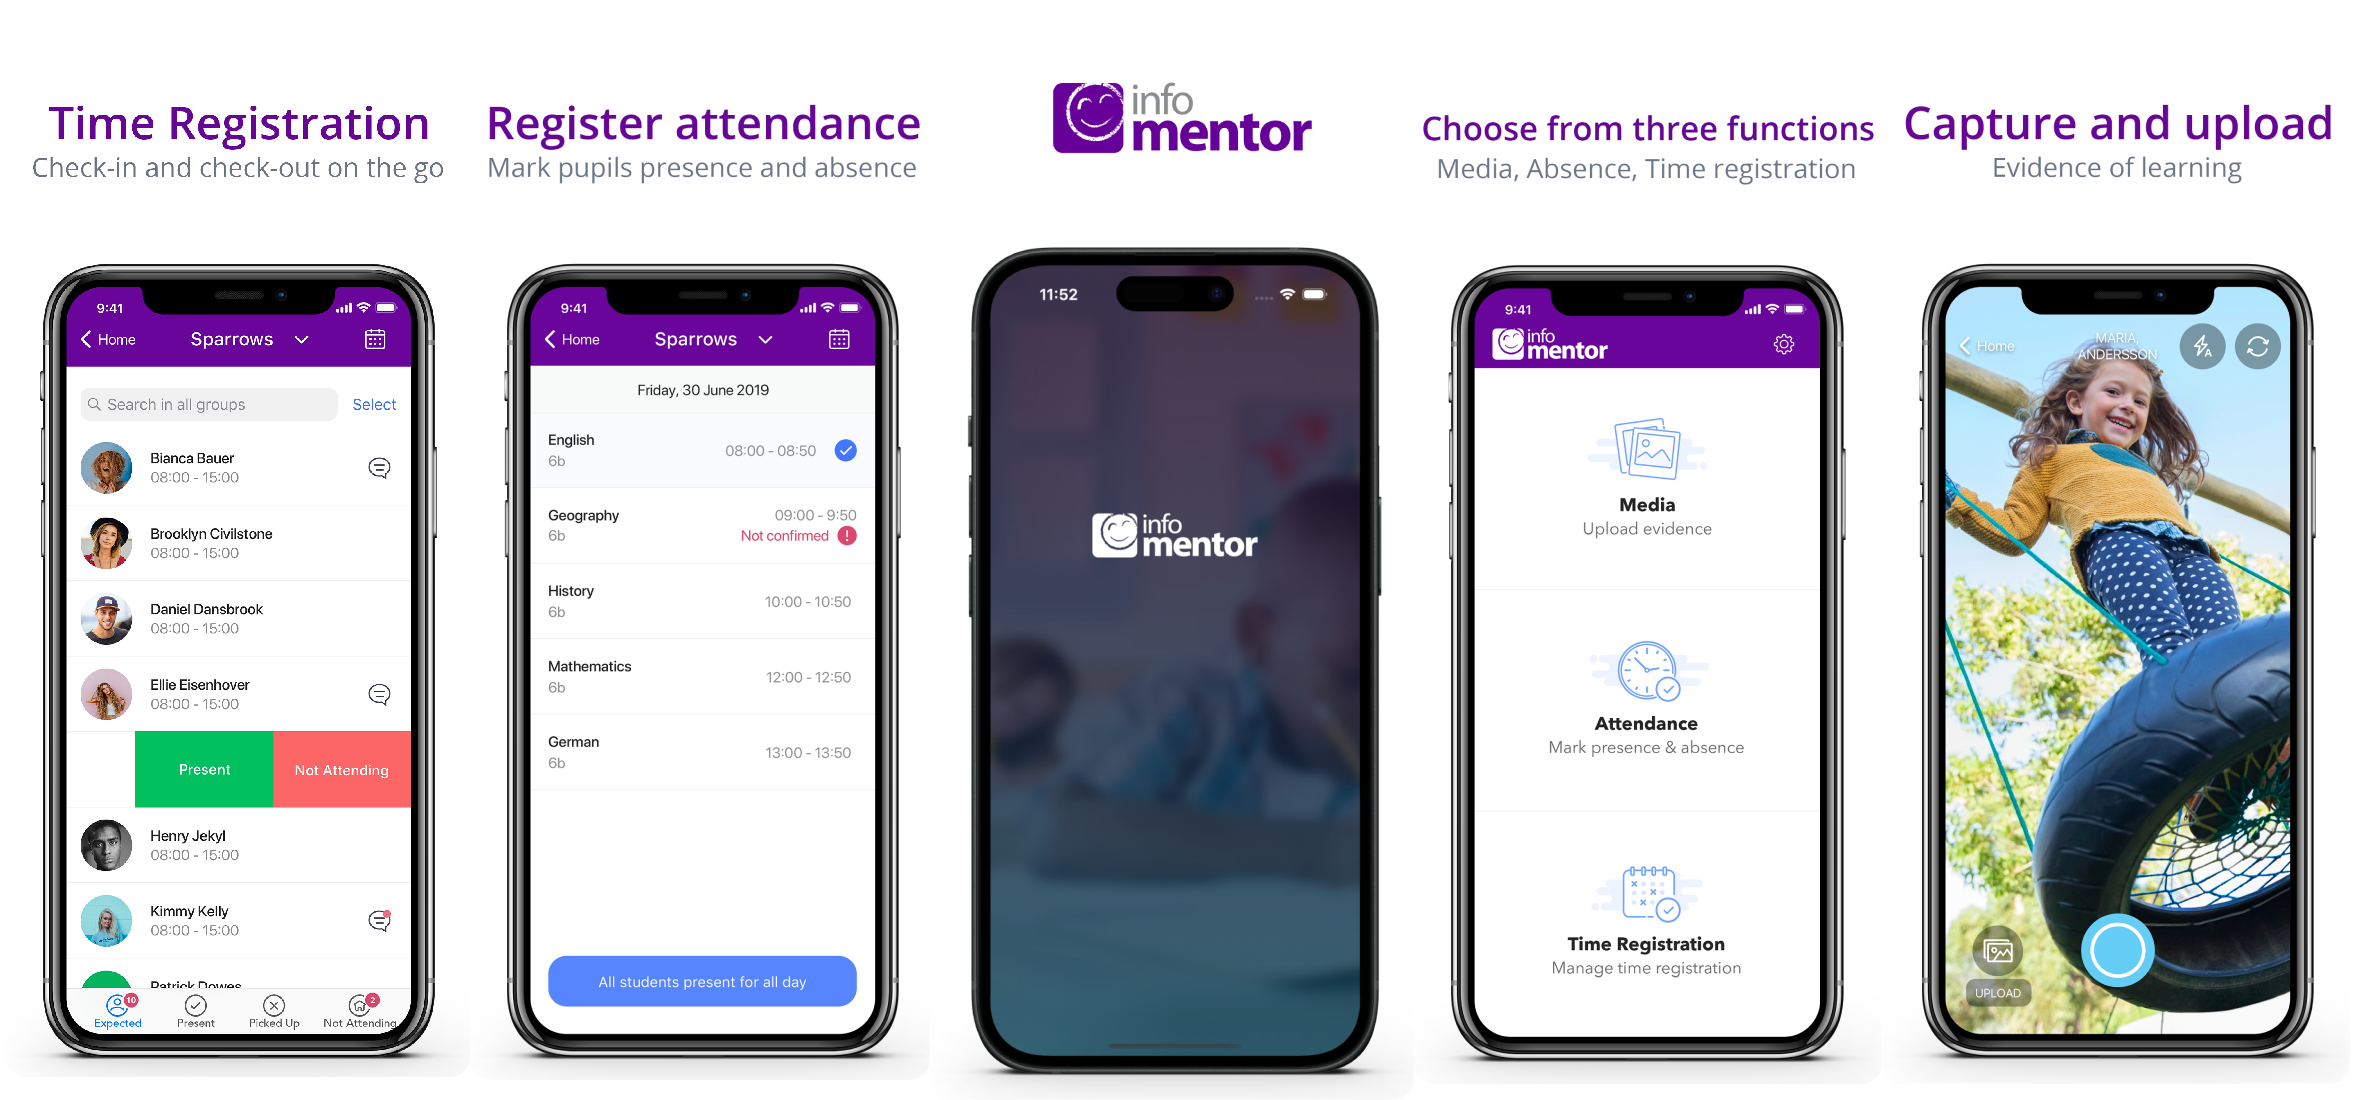 Time Registration
Check-in and check-out on the go
9:41
Home
Sparrows
Search in all groups
Select
Bianca Bauer
08:00 - 15:00
Brooklyn Civilstone
08:00 - 15:00
Daniel Dansbrook
08:00 - 15:00
Ellie Eisenhover
08:00 - 15:00
Present
Not Attending
Henry Jekyl
08:00 - 15:00
Kimmy Kelly
08:00 - 15:00
Patrick Dowes
10
2
Expected
Present
Picked Up
Not Attending
Register attendance
Mark pupils presence and absence
9:41
Home
Sparrows
Friday, 30 June 2019
English
6b
08:00 - 08:50
Geography
6b
09:00 - 9:50
Not confirmed
History
6b
10:00 - 10:50
Mathematics
6b
12:00 - 12:50
German
6b
13:00 - 13:50
All students present for all day
info
mentor
11:52
info
mentor
Choose from three functions
Media, Absence, Time registration
9:41
info
mentor
Media
Upload evidence
Attendance
Mark presence & absence
Time Registration
Manage time registration
Capture and upload
Evidence of learning
Home
MARIA,
ANDERSSON
UPLOAD